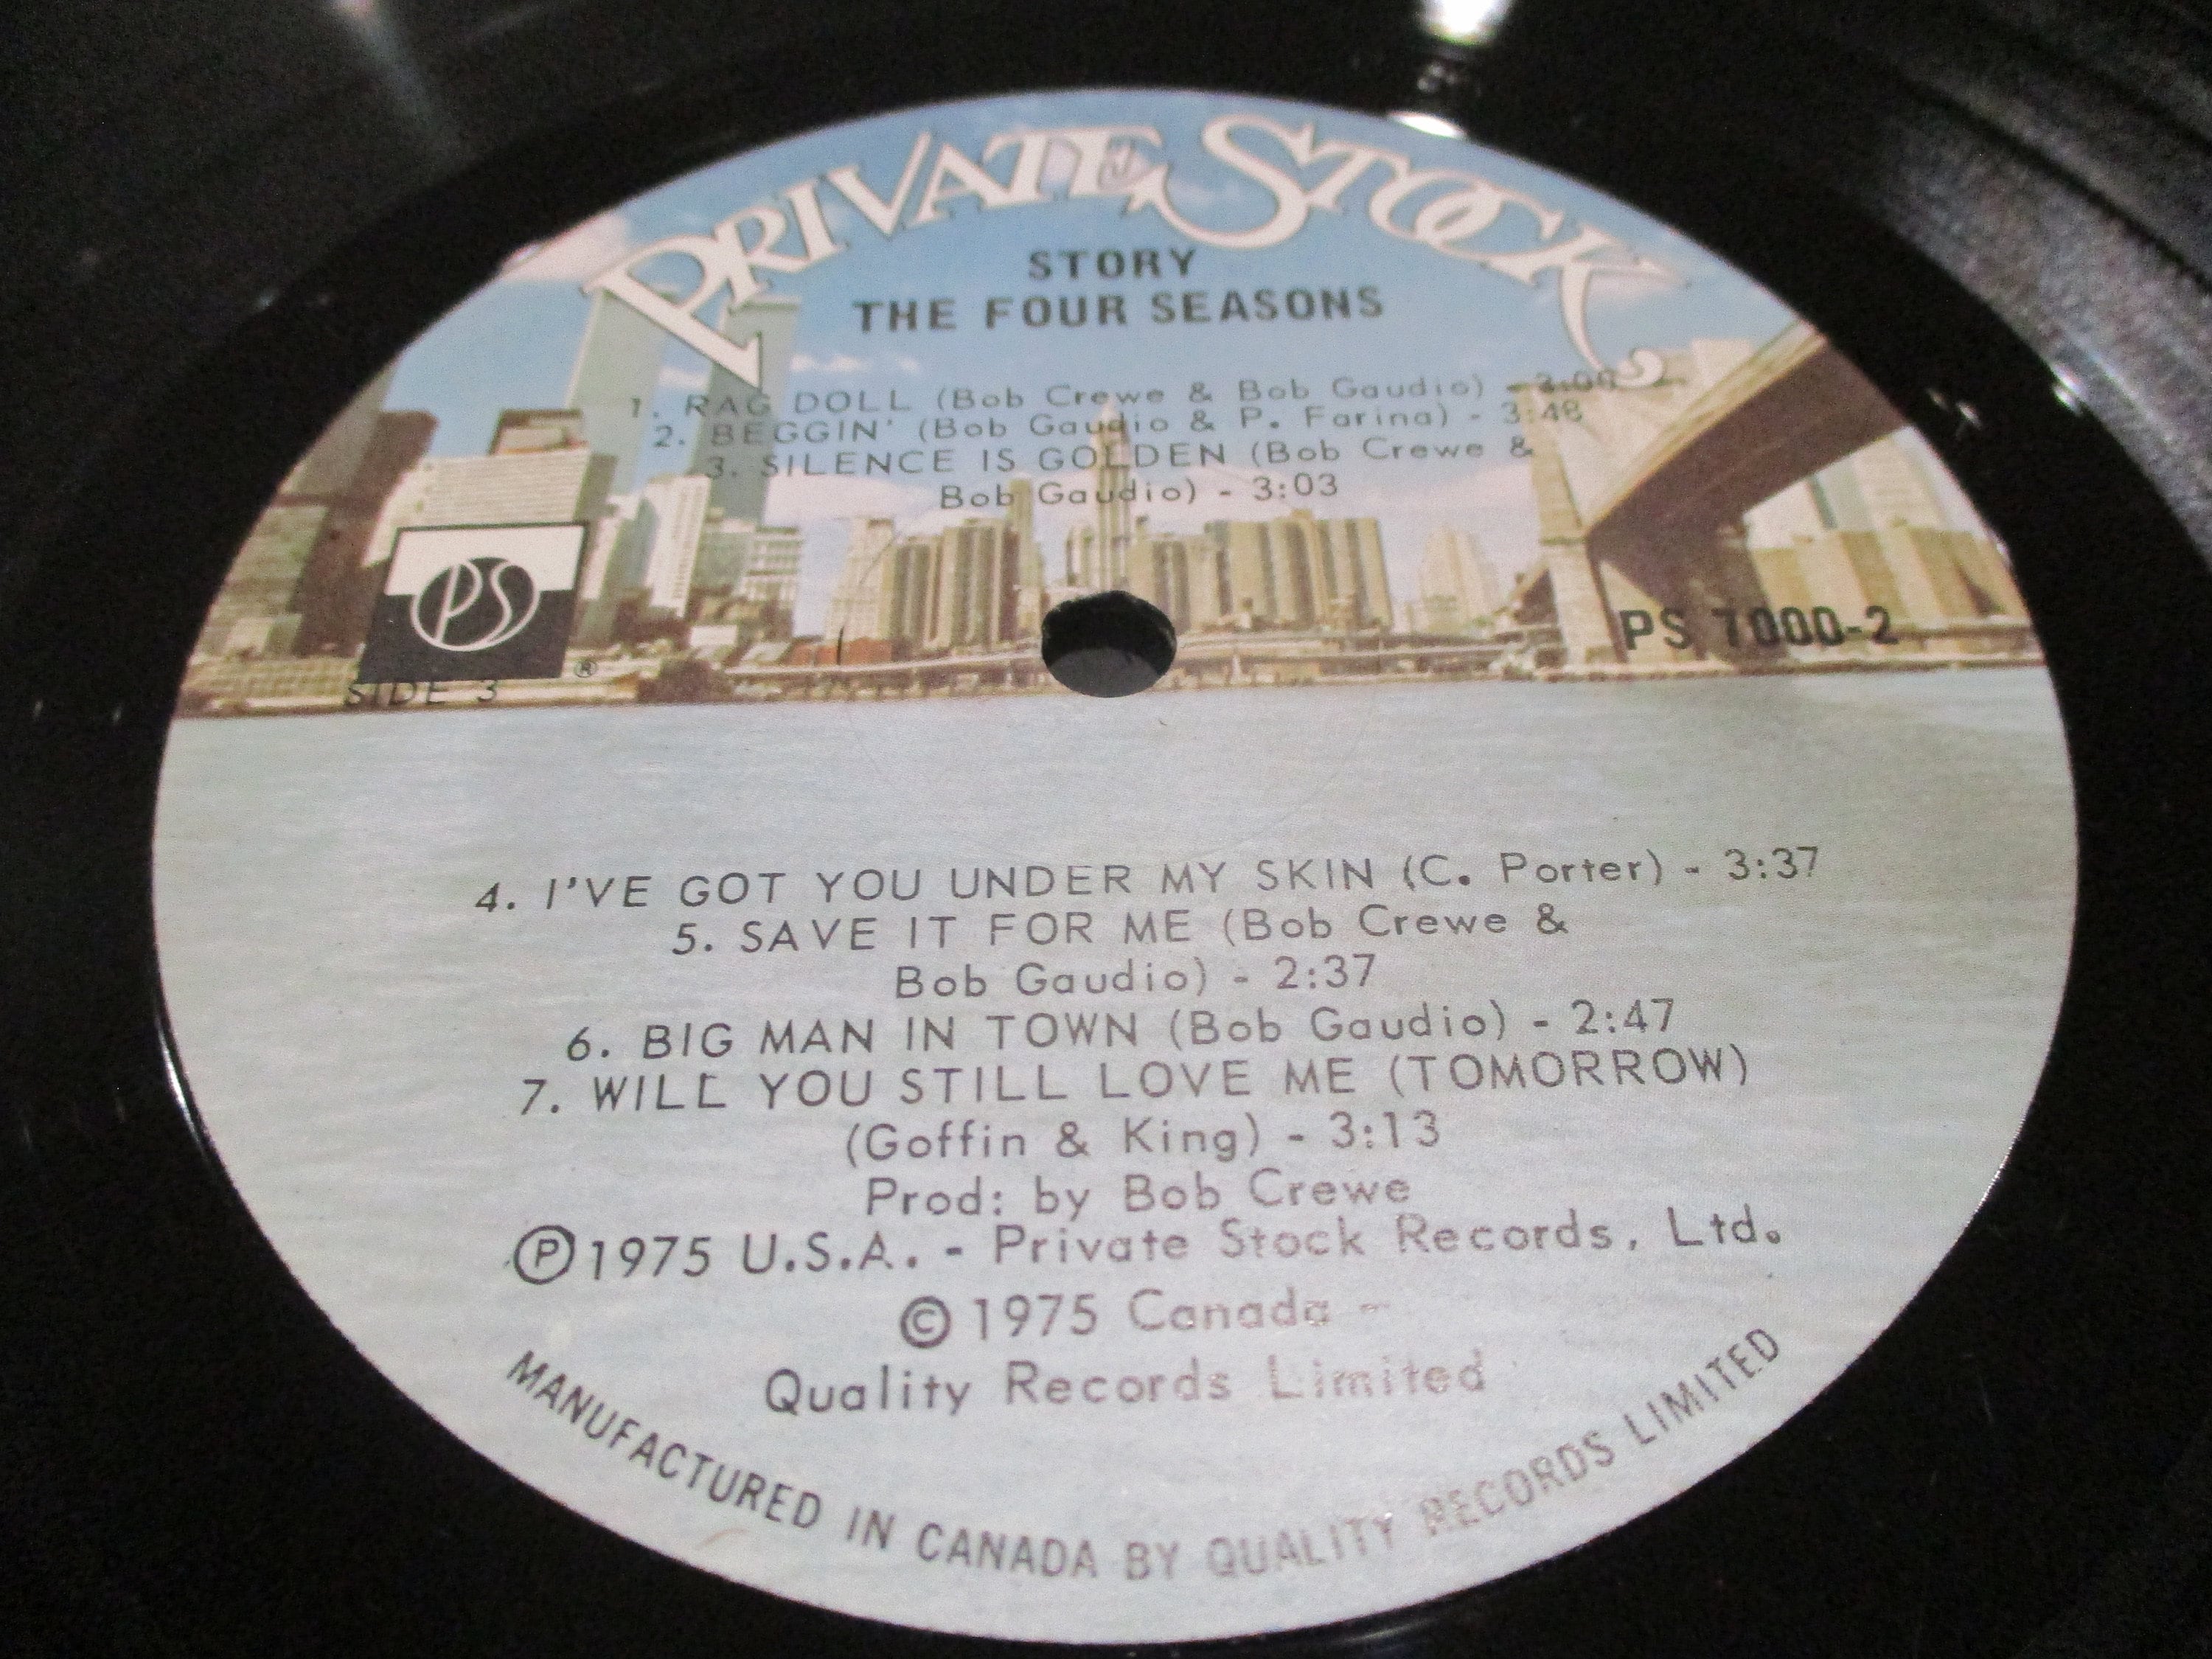 PRIVATE STOCK
STORY
THE FOUR SEASONS
1. RAG DOLL (Bob Crewe & Bob Gaudio) - 3:00
2. BEGGIN' (Bob Gaudio & P. Farina) - 3:48
3. SILENCE IS GOLDEN (Bob Crewe &
Bob Gaudio) - 3:03
PS
®
SIDE 3
PS 7000-2
4. I'VE GOT YOU UNDER MY SKIN (C. Porter) - 3:37
5. SAVE IT FOR ME (Bob Crewe &
Bob Gaudio) - 2:37
6. BIG MAN IN TOWN (Bob Gaudio) - 2:47
7. WILL YOU STILL LOVE ME (TOMORROW)
(Goffin & King) - 3:13
Prod: by Bob Crewe
℗1975 U.S.A. - Private Stock Records, Ltd.
©1975 Canada -
Quality Records Limited
MANUFACTURED IN CANADA BY QUALITY RECORDS LIMITED